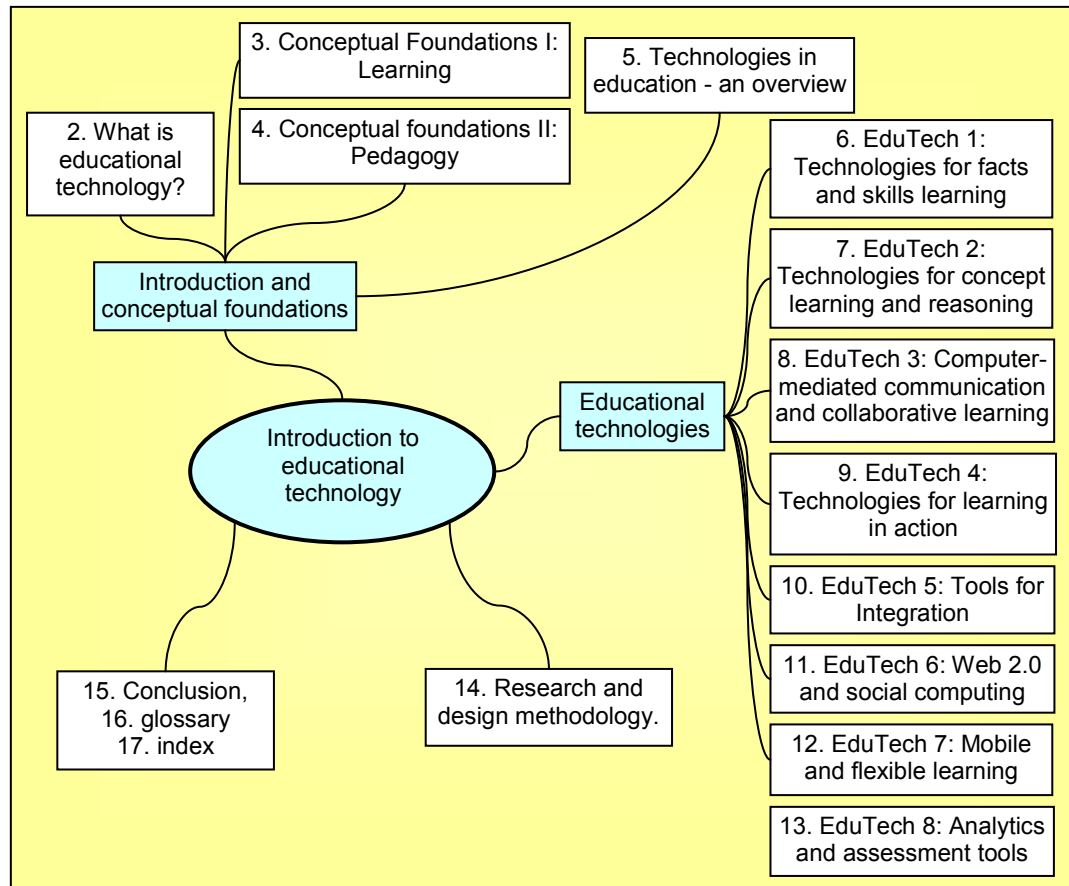 3. Conceptual Foundations I:
Learning
5. Technologies in
education - an overview
2. What is
educational
technology?
4. Conceptual foundations II:
Pedagogy
6. EduTech 1:
Technologies for facts
and skills learning
7. EduTech 2:
Technologies for concept
learning and reasoning
Introduction and
conceptual foundations
8. EduTech 3: Computer-
mediated communication
and collaborative learning
Educational
technologies
Introduction to
educational
technology
9. EduTech 4:
Technologies for learning
in action
10. EduTech 5: Tools for
Integration
11. EduTech 6: Web 2.0
and social computing
15. Conclusion,
16. glossary
17. index
14. Research and
design methodology.
12. EduTech 7: Mobile
and flexible learning
13. EduTech 8: Analytics
and assessment tools